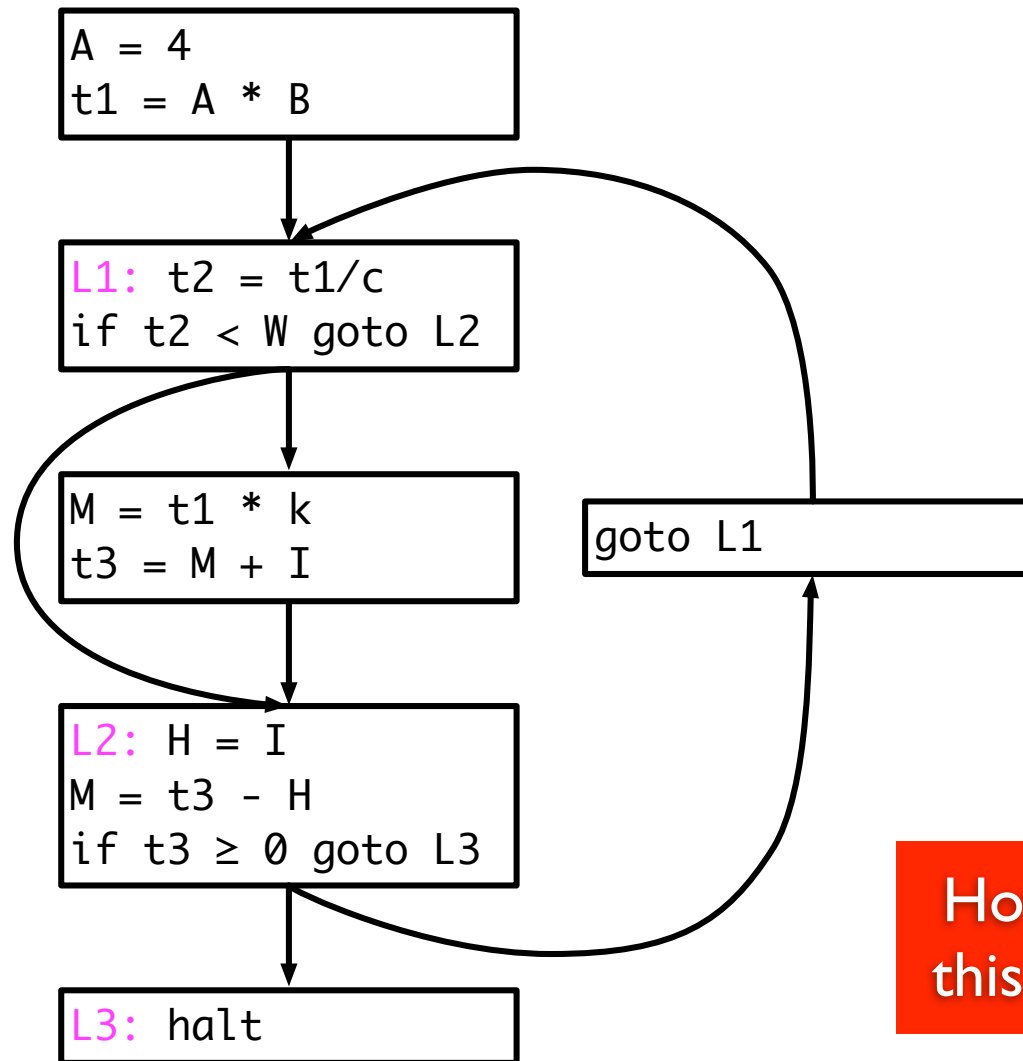 A = 4
t1 = A * B
L1: t2 = t1/c
if t2 < W goto L2
M = t1 * k
t3 = M + I
goto L1
L2: H = I
M = t3 - H
if t3 ≥ 0 goto L3
L3: halt
this